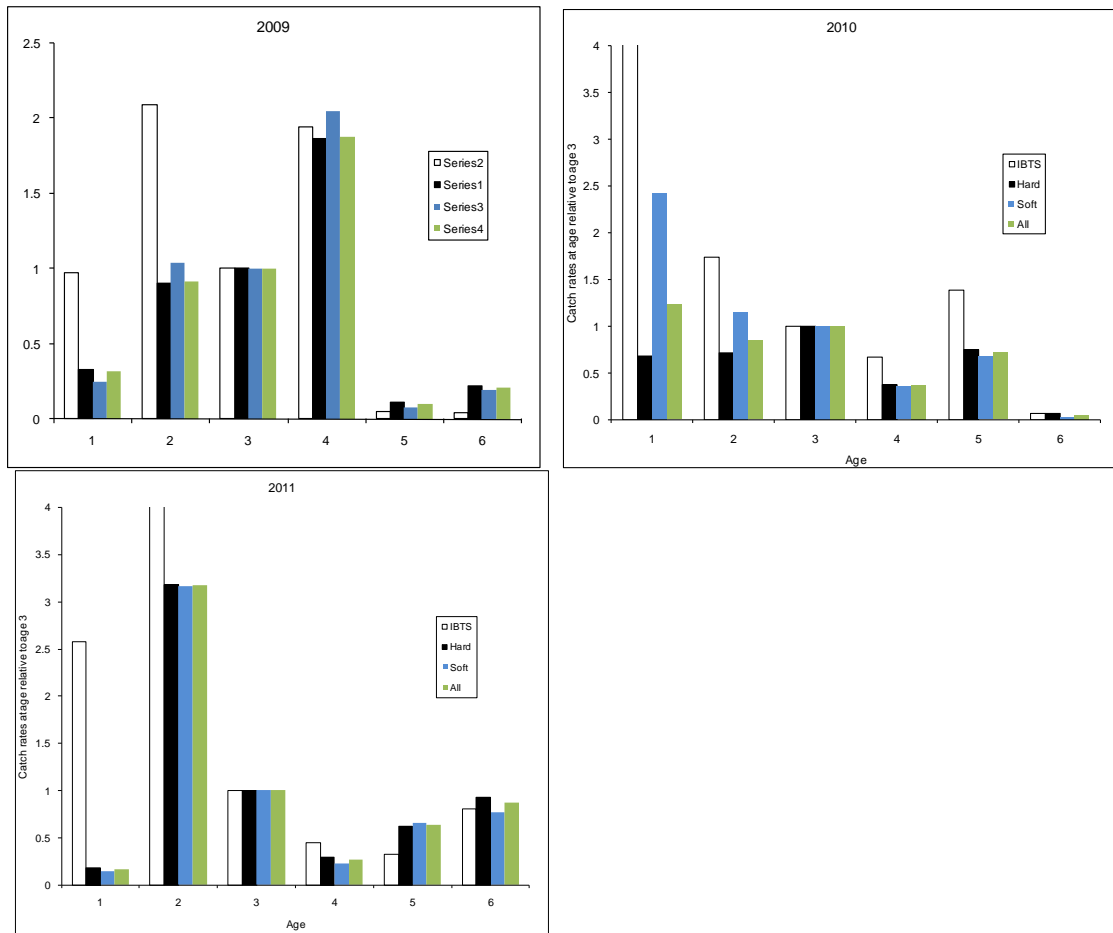 2009
2.5
2
1.5
1
0.5
0
1 2 3 4 5 6
Series2
Series1
Series3
Series4
2010
Catch rates at age relative to age 3
4
3.5
3
2.5
2
1.5
1
0.5
0
1 2 3 4 5 6
Age
IBTS
Hard
Soft
All
2011
Catch rates at age relative to age 3
4
3.5
3
2.5
2
1.5
1
0.5
0
1 2 3 4 5 6
Age
IBTS
Hard
Soft
All